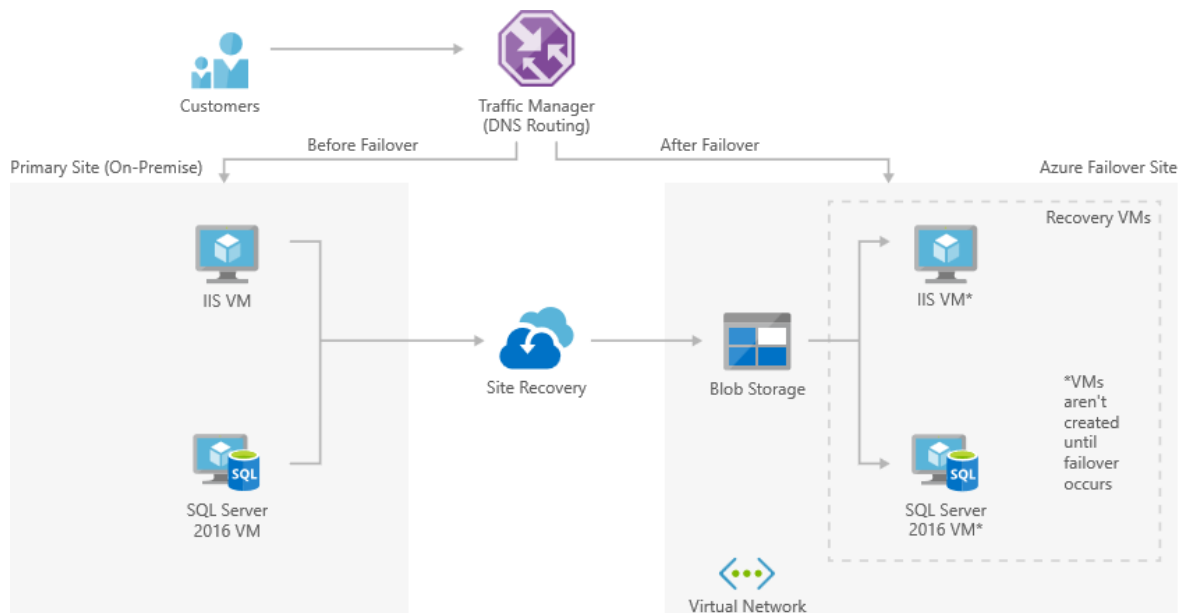 Customers
Traffic Manager
(DNS Routing)
Before Failover
After Failover
Primary Site (On-Premise)
Azure Failover Site
Recovery VMs
IIS VM
IIS VM*
Site Recovery
Blob Storage
*VMs
aren't
created
until
failover
occurs
SQL
SQL Server
2016 VM
SQL
SQL Server
2016 VM*
Virtual Network